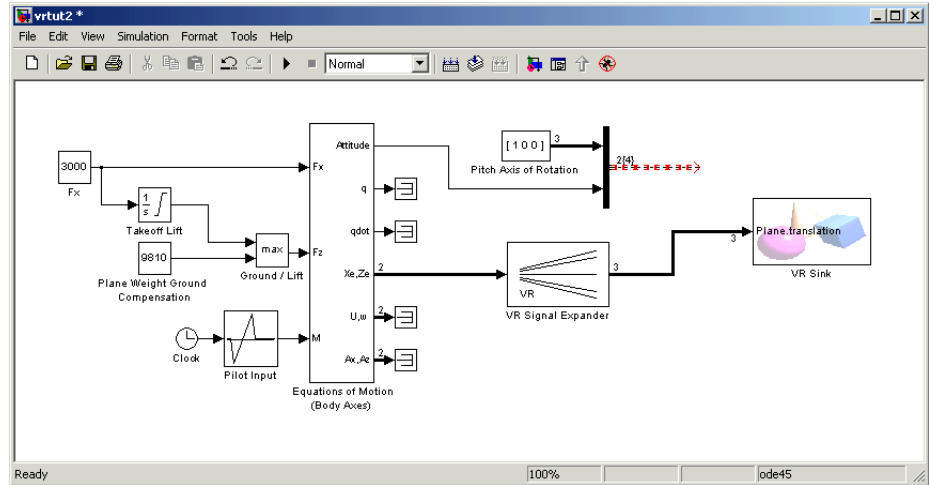 vrtut2 *
File Edit View Simulation Format Tools Help
Normal
3000
Fx
1
s
Takeoff Lift
9810
Plane Weight Ground
Compensation
max
Ground / Lift
Clock
Pilot Input
Fx
Fz
M
Attitude
q
qdot
Xe,Ze
U,w
Ax,Az
2
2
2
Equations of Motion
(Body Axes)
[1 0 0]
3
Pitch Axis of Rotation
2{4}
VR
3
VR Signal Expander
3
Plane.translation
VR Sink
Ready
100%
ode45